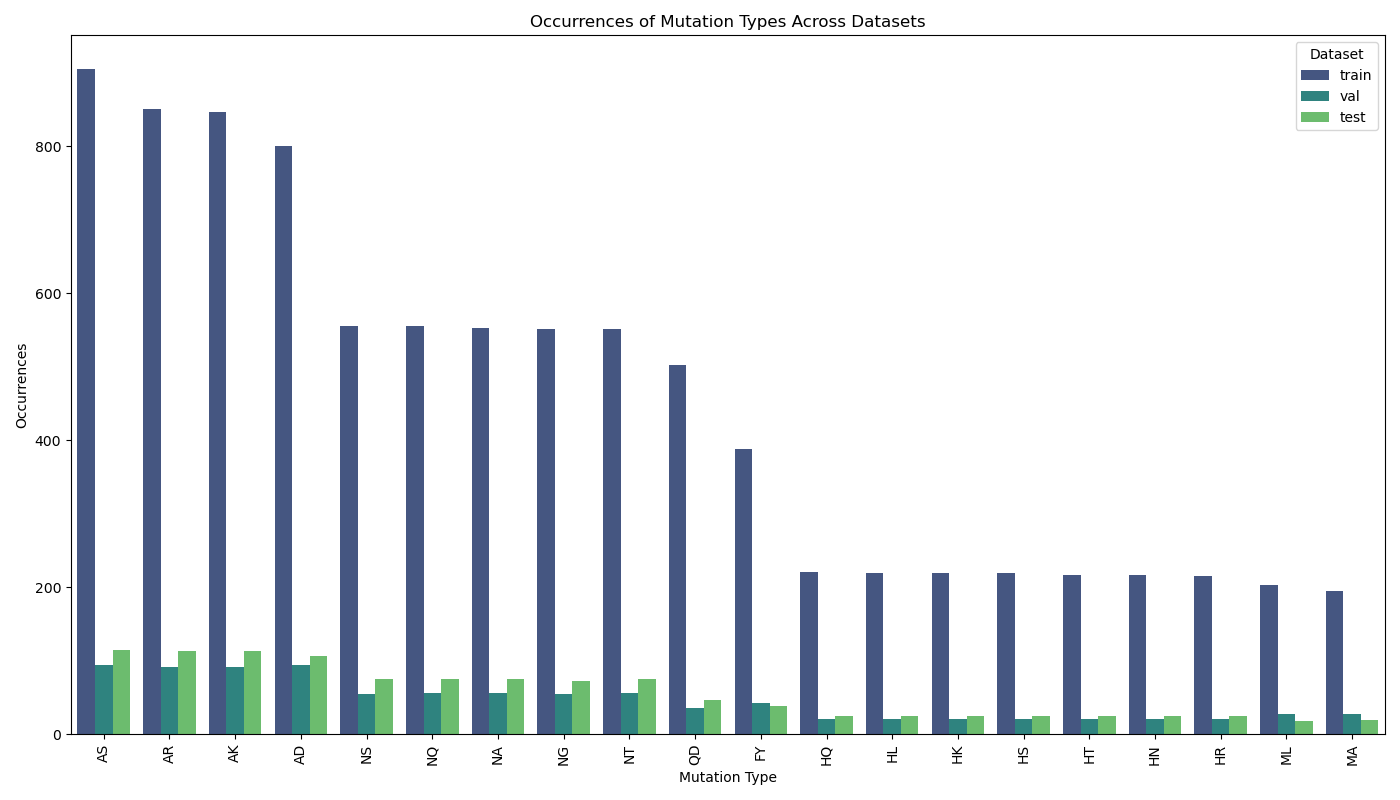 Occurrences of Mutation Types Across Datasets
Dataset
train
val
test
Occurrences
800
600
400
200
0
AS
AR
AK
AD
NS
NQ
NA
NG
NT
QD
FY
HQ
HL
HK
HS
HT
HN
HR
ML
MA
Mutation Type